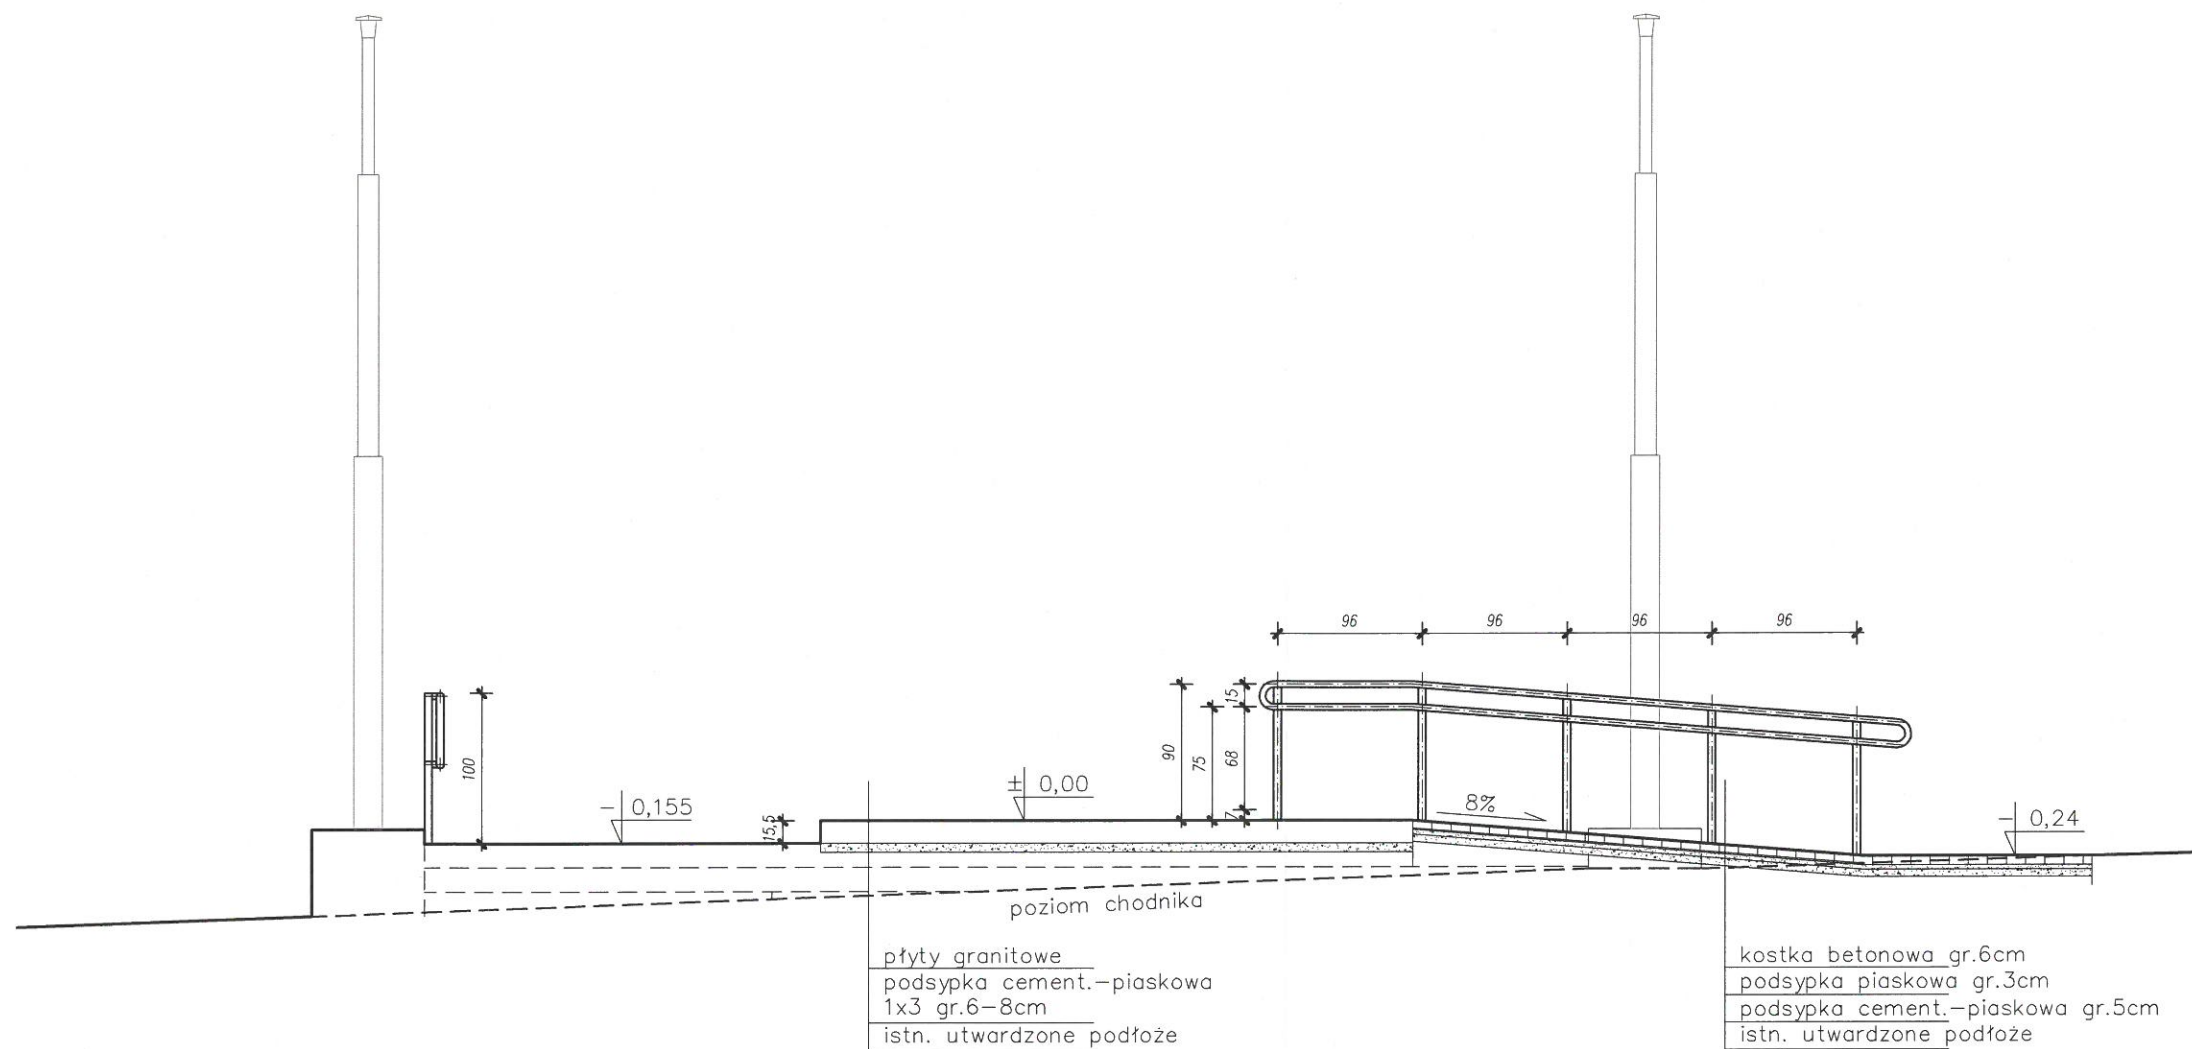 96 96 96 96
15
90
75
68
7
100
- 0,155
15,5
± 0,00
8%
- 0,24
poziom chodnika
płyty granitowe
podsypka cement.-piaskowa
1x3 gr.6-8cm
istn. utwardzone podłoże
kostka betonowa gr.6cm
podsypka piaskowa gr.3cm
podsypka cement.-piaskowa gr.5cm
istn. utwardzone podłoże